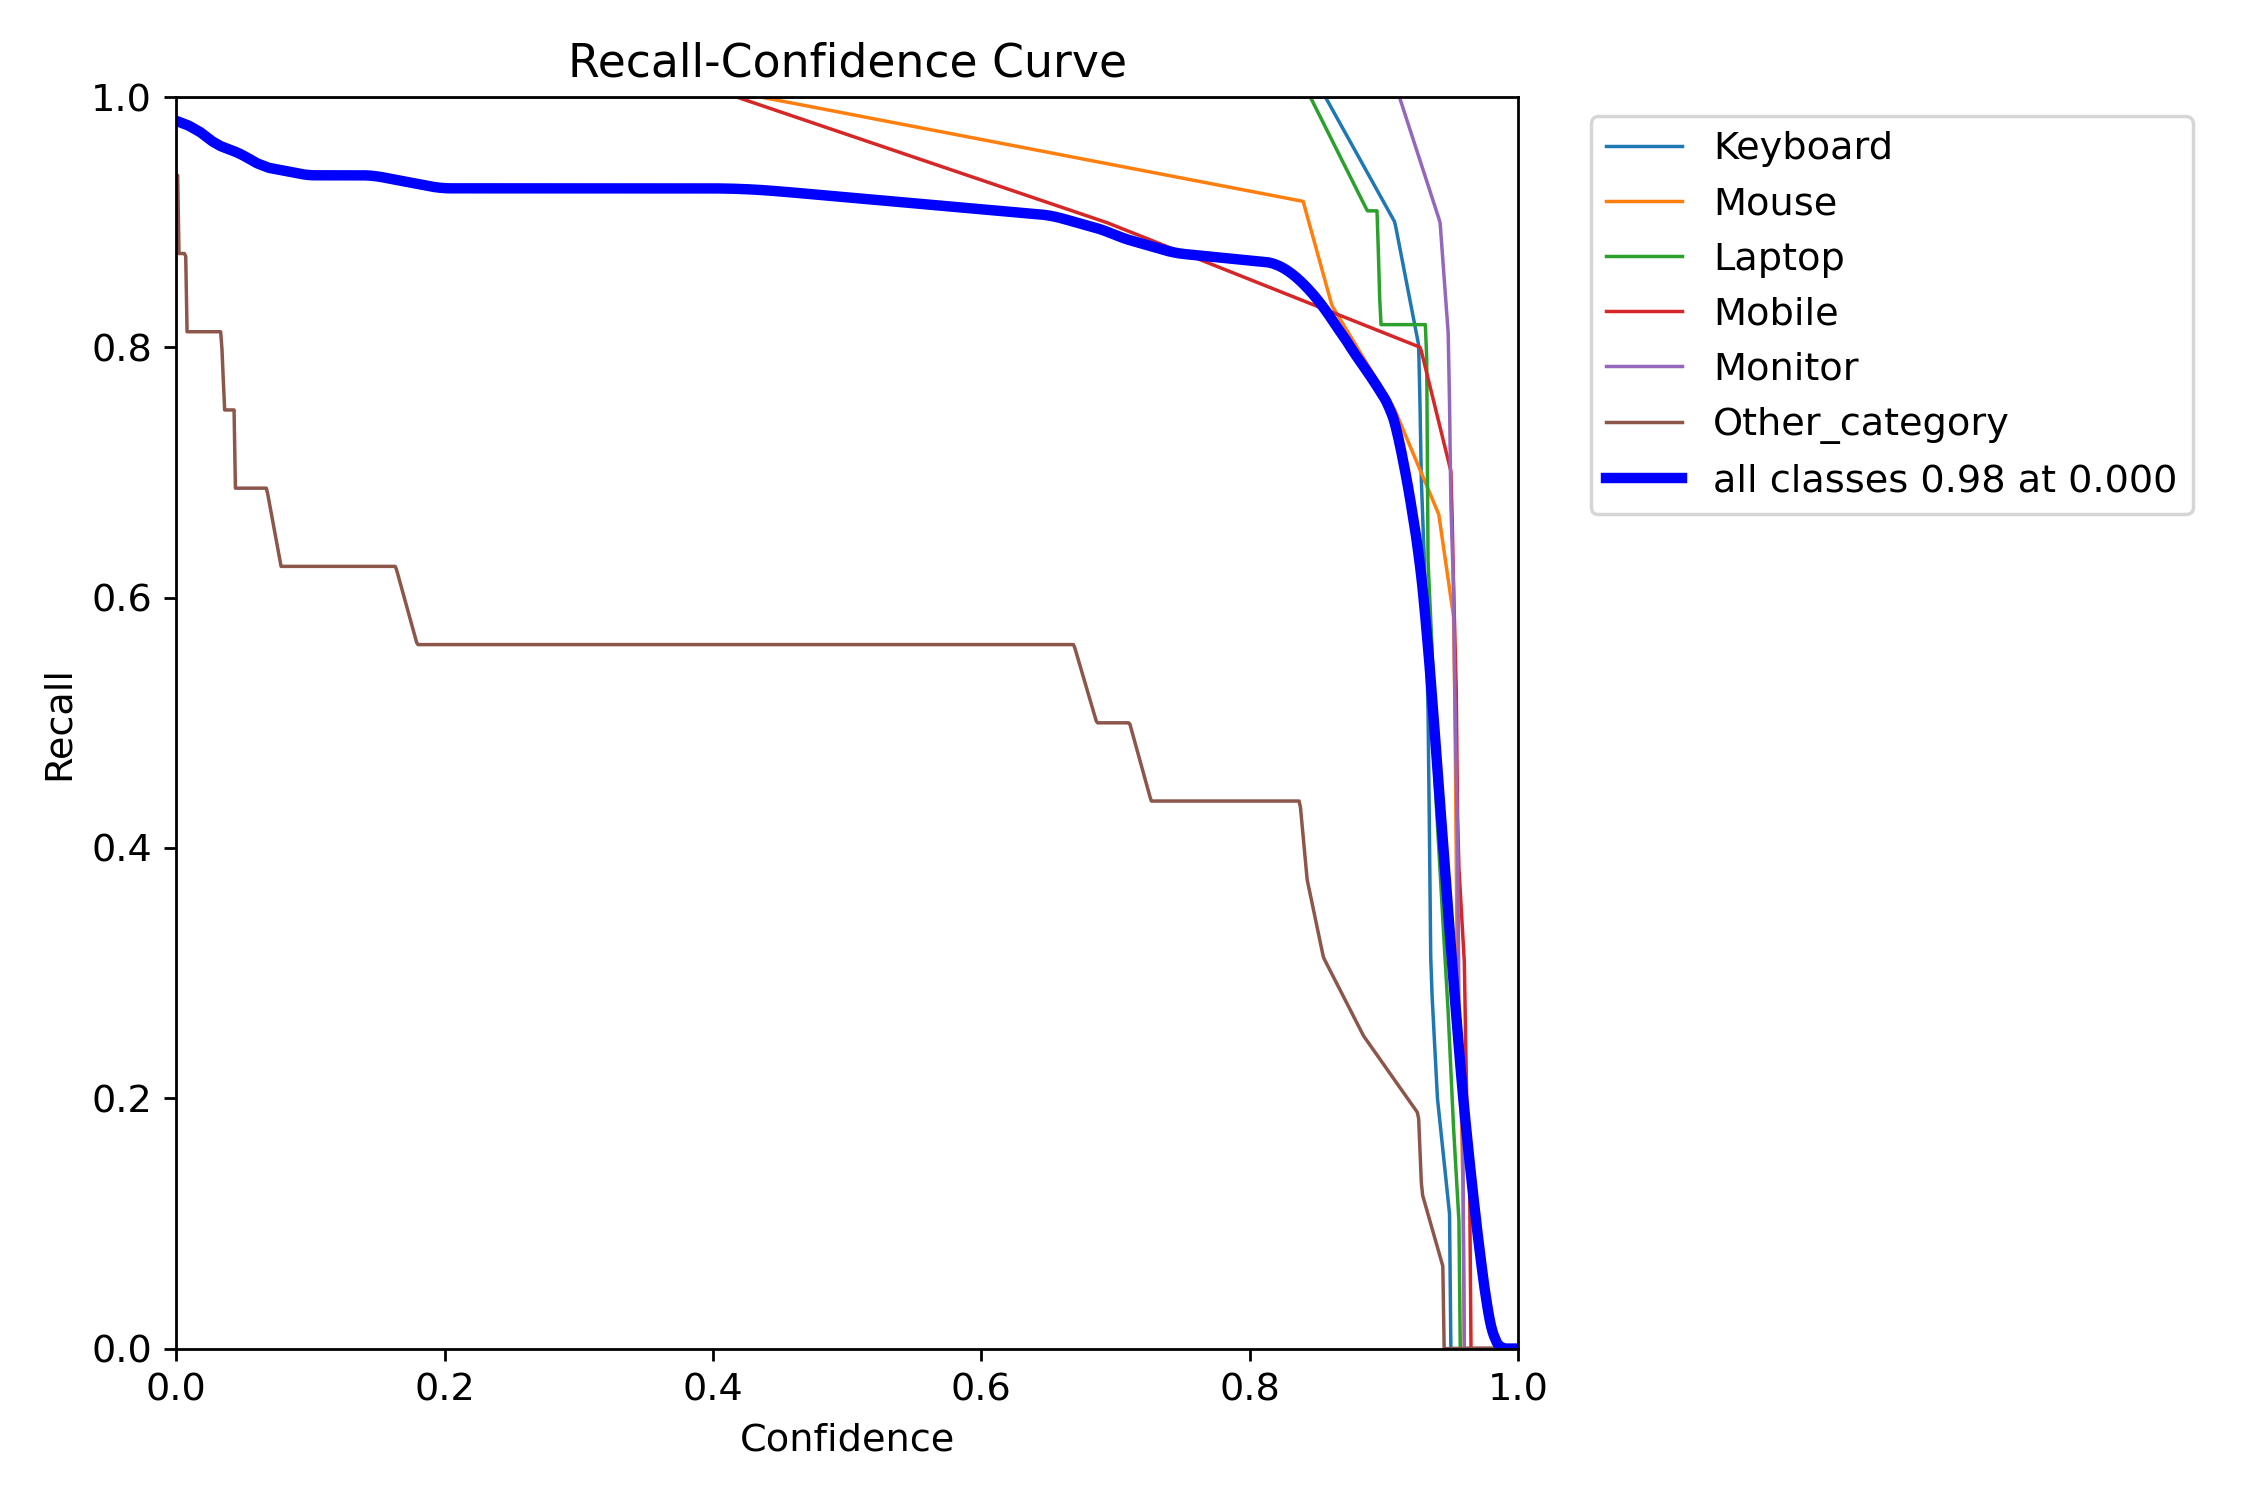 Recall-Confidence Curve
1.0
0.8
0.6
0.4
0.2
0.0
Recall
0.0 0.2 0.4 0.6 0.8 1.0
Confidence
Keyboard
Mouse
Laptop
Mobile
Monitor
Other_category
all classes 0.98 at 0.000